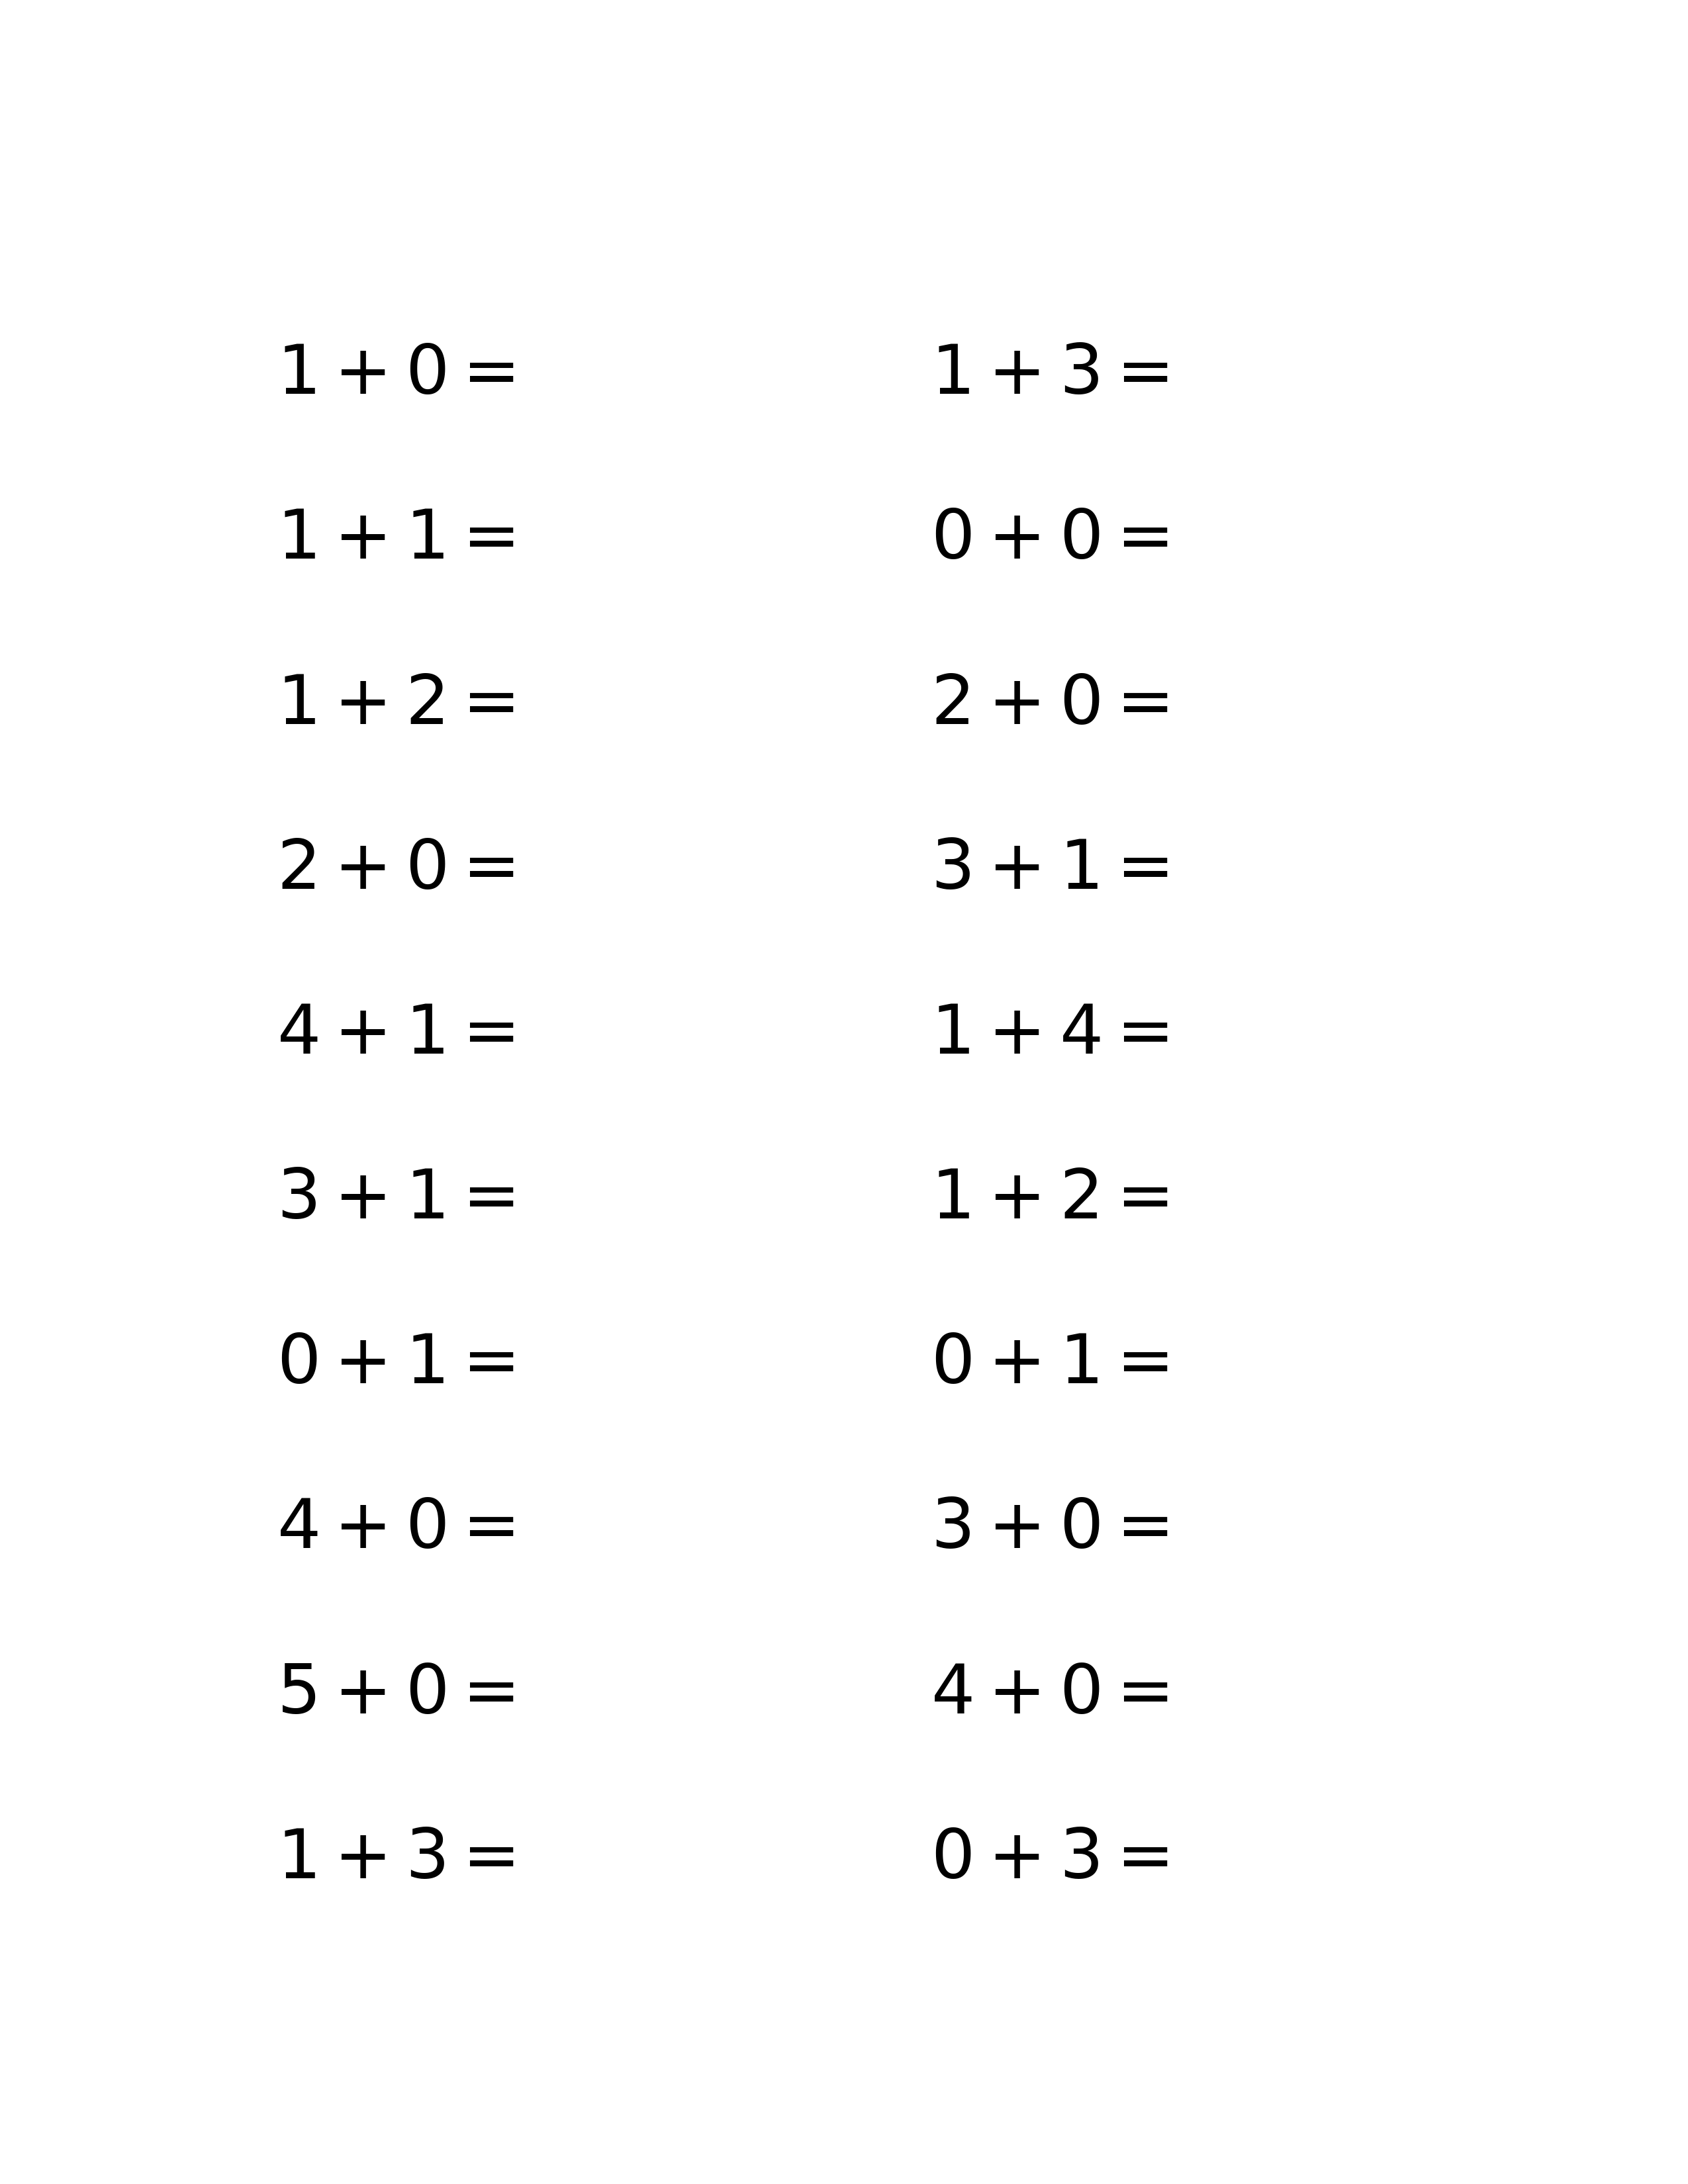 1 + 0 = 1 + 3 =
1 + 1 = 0 + 0 =
1 + 2 = 2 + 0 =
2 + 0 = 3 + 1 =
4 + 1 = 1 + 4 =
3 + 1 = 1 + 2 =
0 + 1 = 0 + 1 =
4 + 0 = 3 + 0 =
5 + 0 = 4 + 0 =
1 + 3 = 0 + 3 =